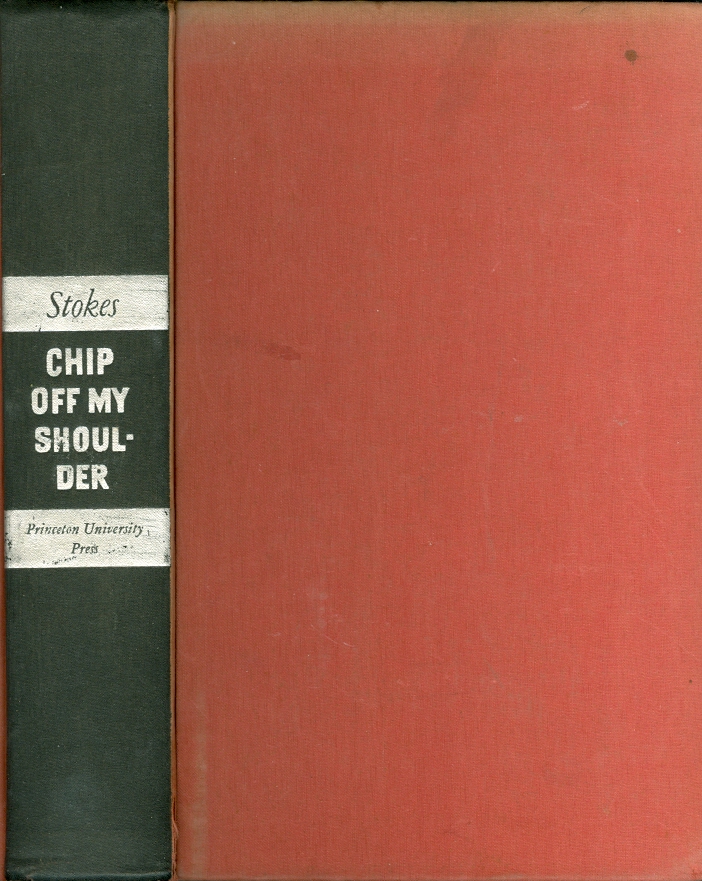 Stokes
CHIP
OFF MY
SHOUL-
DER
Princeton University
Press